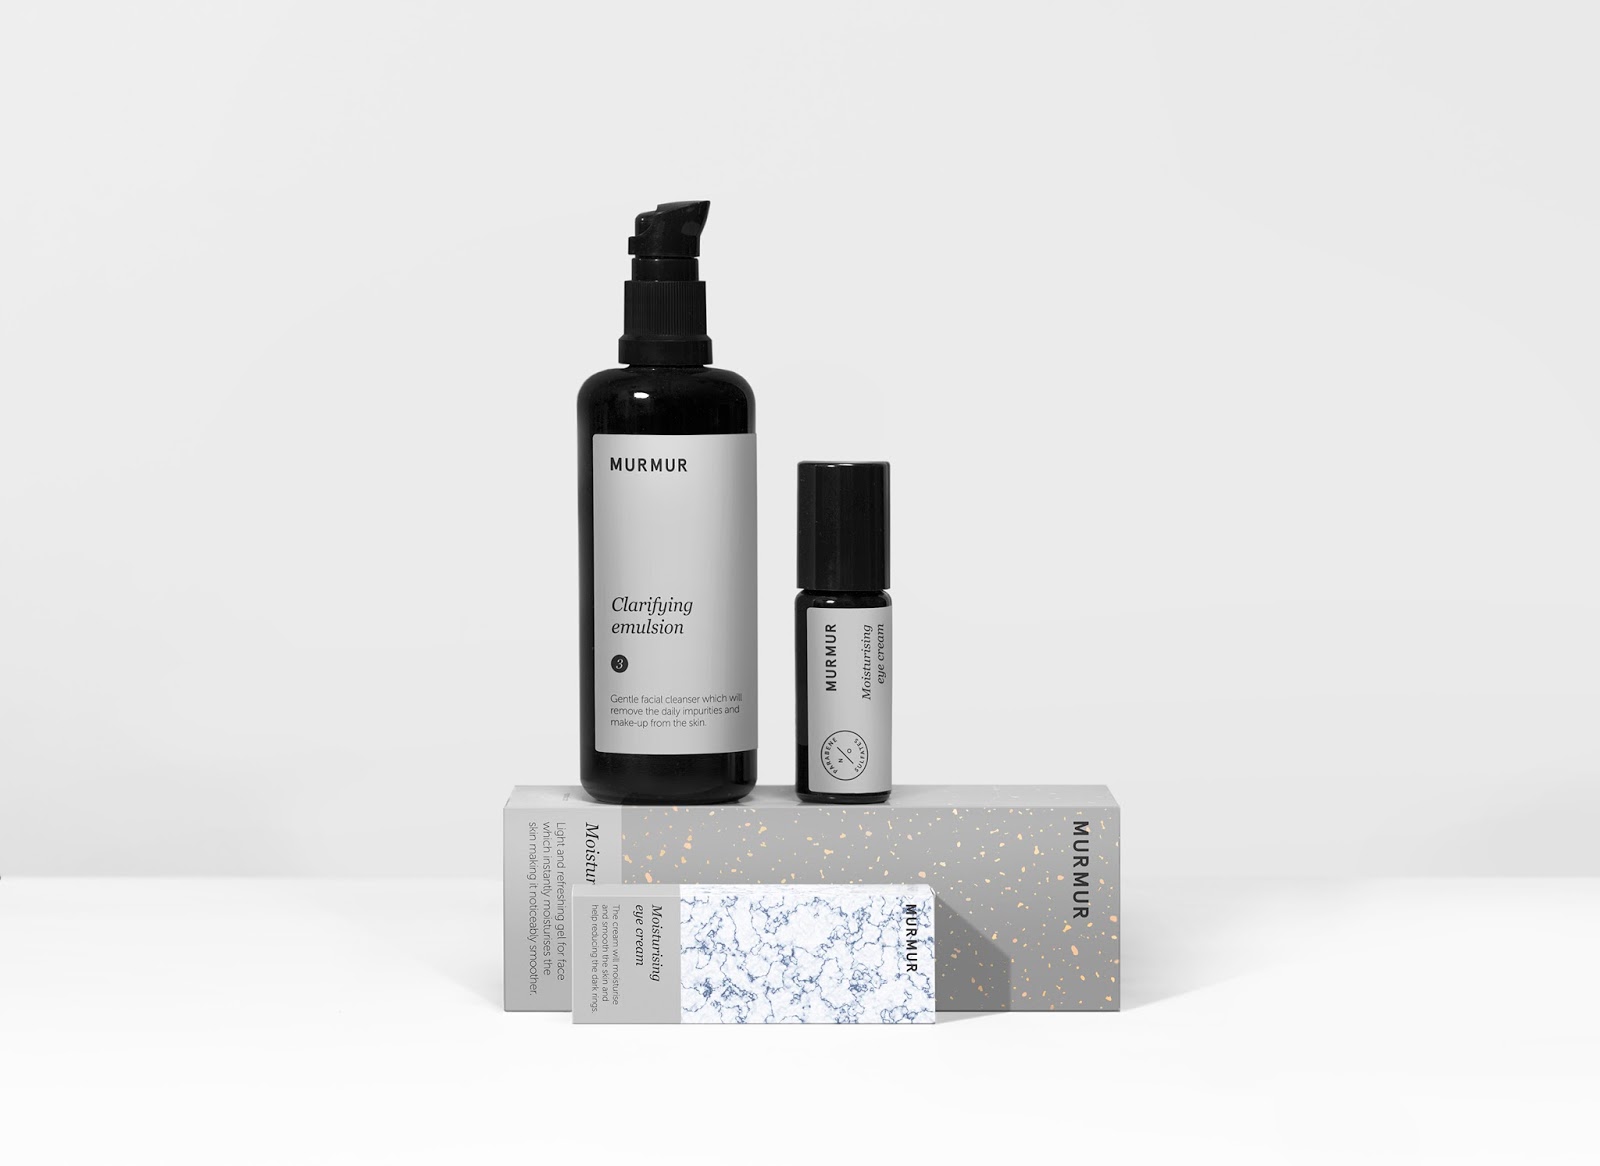 MURMUR
Clarifying
emulsion
3
Gentle facial cleanser which will
remove the daily impurities and
make-up from the skin.
MURMUR
Moisturising
eye cream
PARABENE
NO
SULFATES
Moistur
Light and refreshing gel for face
which instantly moisturises the
skin making it noticeably smoother.
MURMUR
Moisturising
eye cream
The cream will moisturise
and smooth the skin and
help reducing the dark rings.
MURMUR